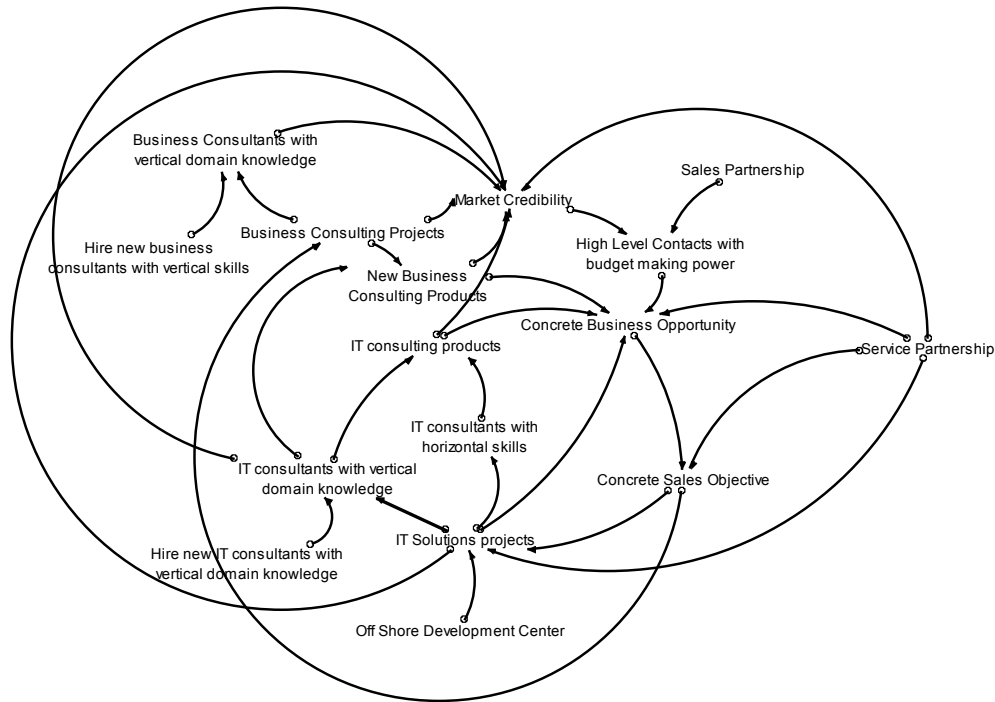 Business Consultants with
vertical domain knowledge
Sales Partnership
Market Credibility
Business Consulting Projects
Hire new business
consultants with vertical skills
High Level Contacts with
budget making power
New Business
Consulting Products
Concrete Business Opportunity
IT consulting products
Service Partnership
IT consultants with
horizontal skills
IT consultants with vertical
domain knowledge
Concrete Sales Objective
IT Solutions projects
Hire new IT consultants with
vertical domain knowledge
Off Shore Development Center